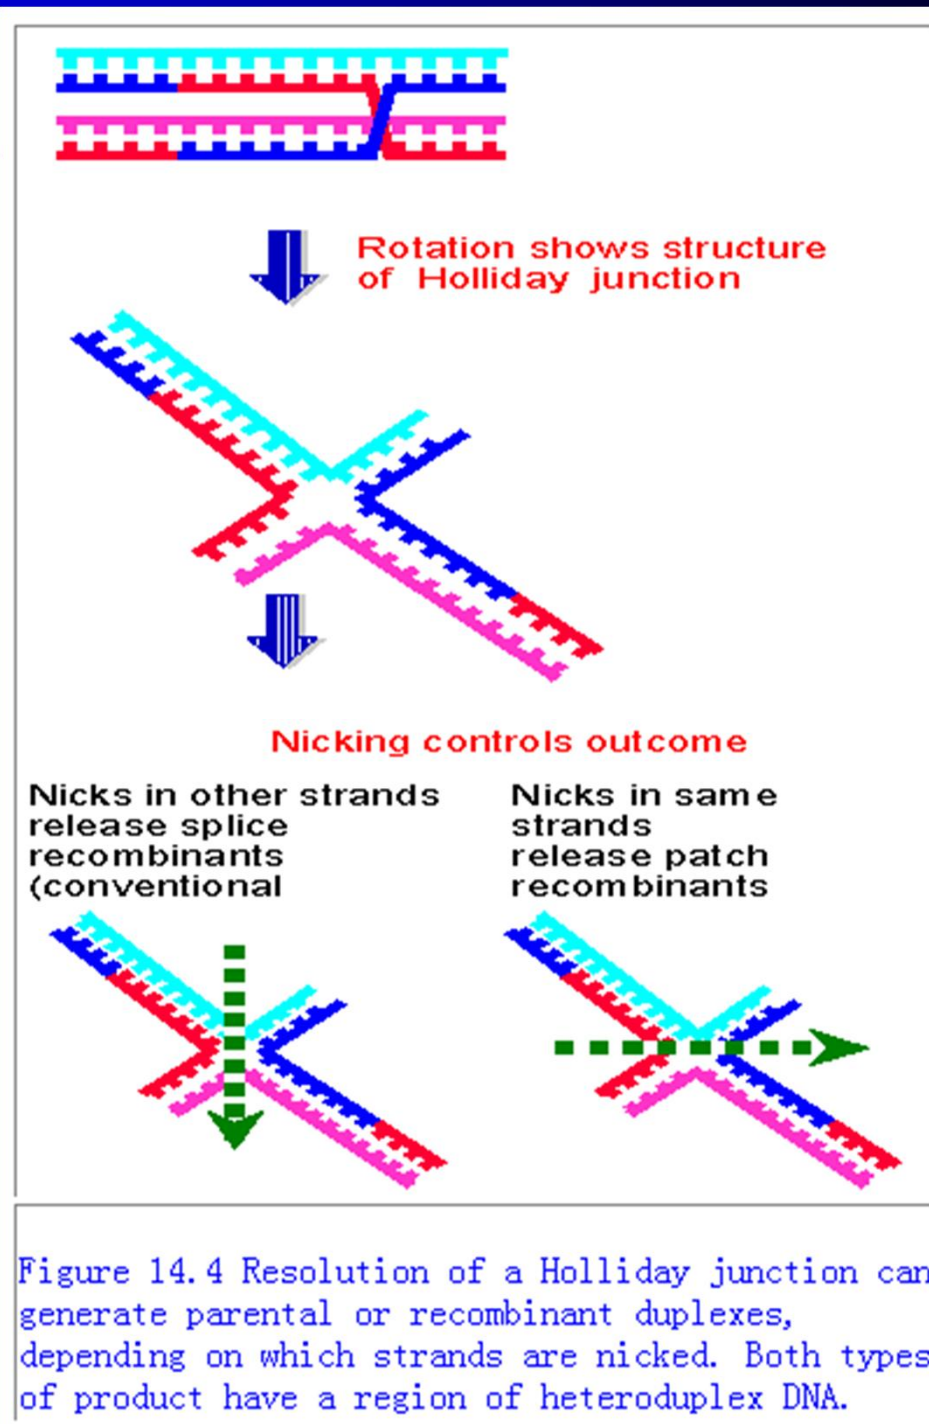 Rotation shows structure
of Holliday junction
Nicking controls outcome
Nicks in other strands
release splice
recombinants
(conventional
Nicks in same
strands
release patch
recombinants
Figure 14.4 Resolution of a Holliday junction can
generate parental or recombinant duplexes,
depending on which strands are nicked. Both types
of product have a region of heteroduplex DNA.